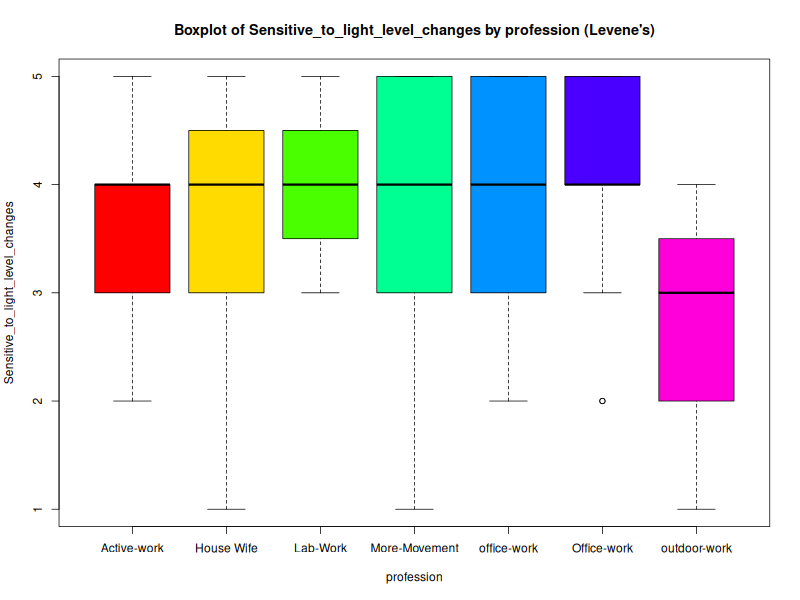 Boxplot of Sensitive_to_light_level_changes by profession (Levene's)
Sensitive_to_light_level_changes
5
4
3
2
1
Active-work House Wife Lab-Work More-Movement office-work Office-work outdoor-work
profession